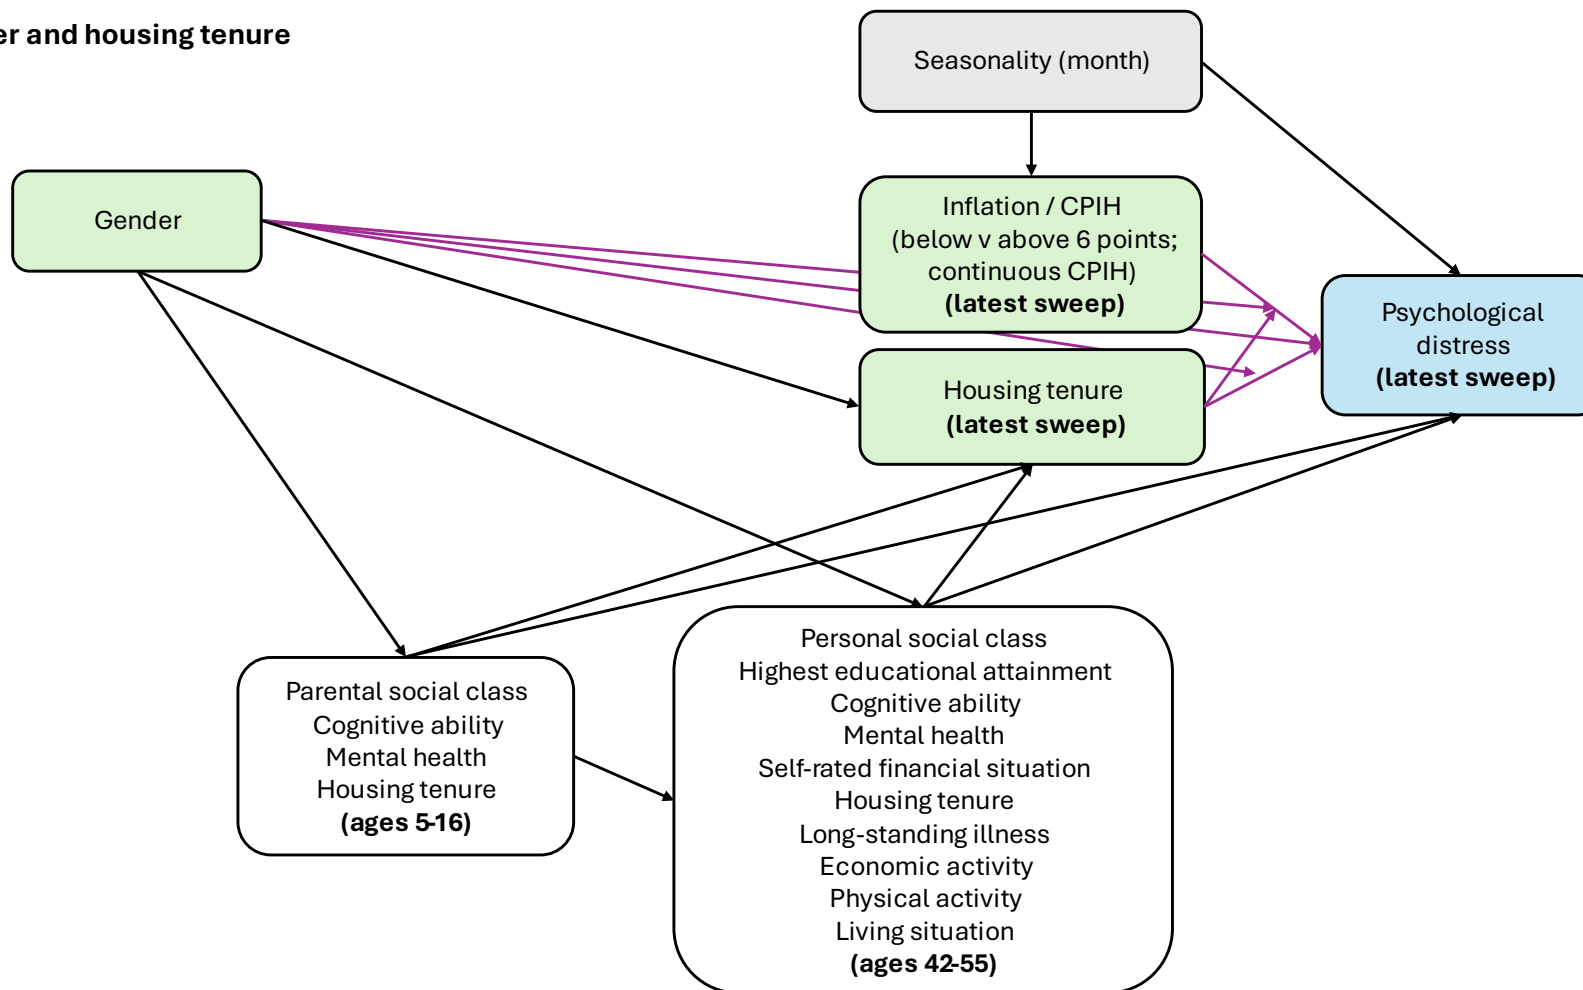 er and housing tenure
Seasonality (month)
Gender
Inflation / CPIH
(below v above 6 points;
continuous CPIH)
(latest sweep)
Housing tenure
(latest sweep)
Psychological
distress
(latest sweep)
Parental social class
Cognitive ability
Mental health
Housing tenure
(ages 5-16)
Personal social class
Highest educational attainment
Cognitive ability
Mental health
Self-rated financial situation
Housing tenure
Long-standing illness
Economic activity
Physical activity
Living situation
(ages 42-55)